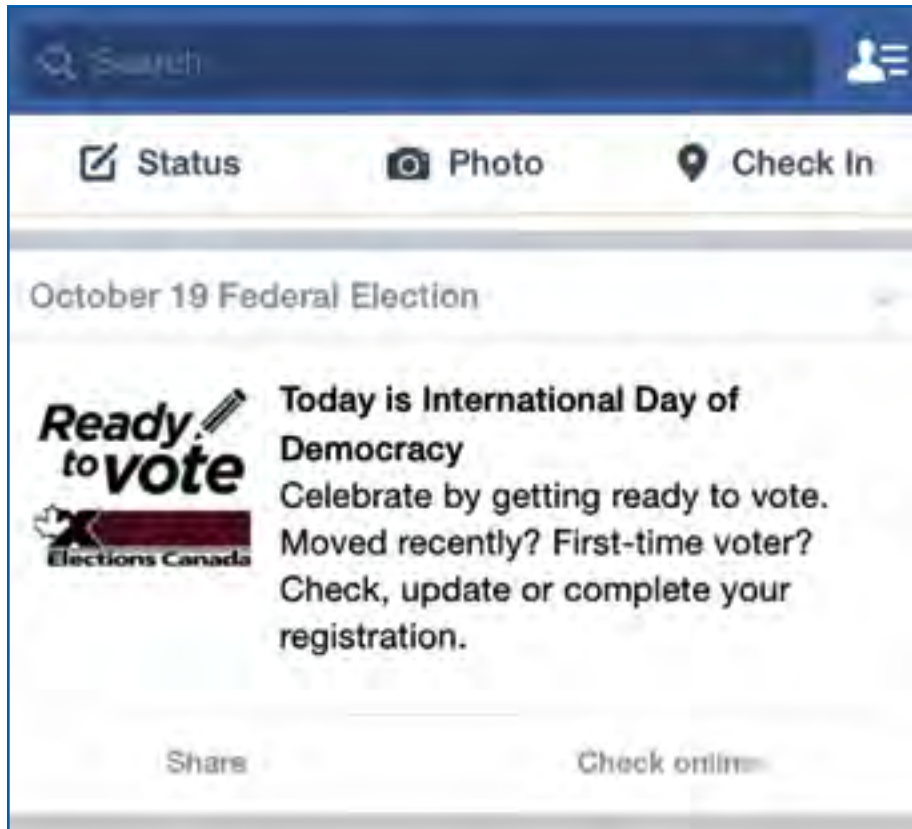 Search
Status
Photo
Check In
October 19 Federal Election
Ready
to vote
Elections Canada
Today is International Day of
Democracy
Celebrate by getting ready to vote.
Moved recently? First-time voter?
Check, update or complete your
registration.
Share
Check online